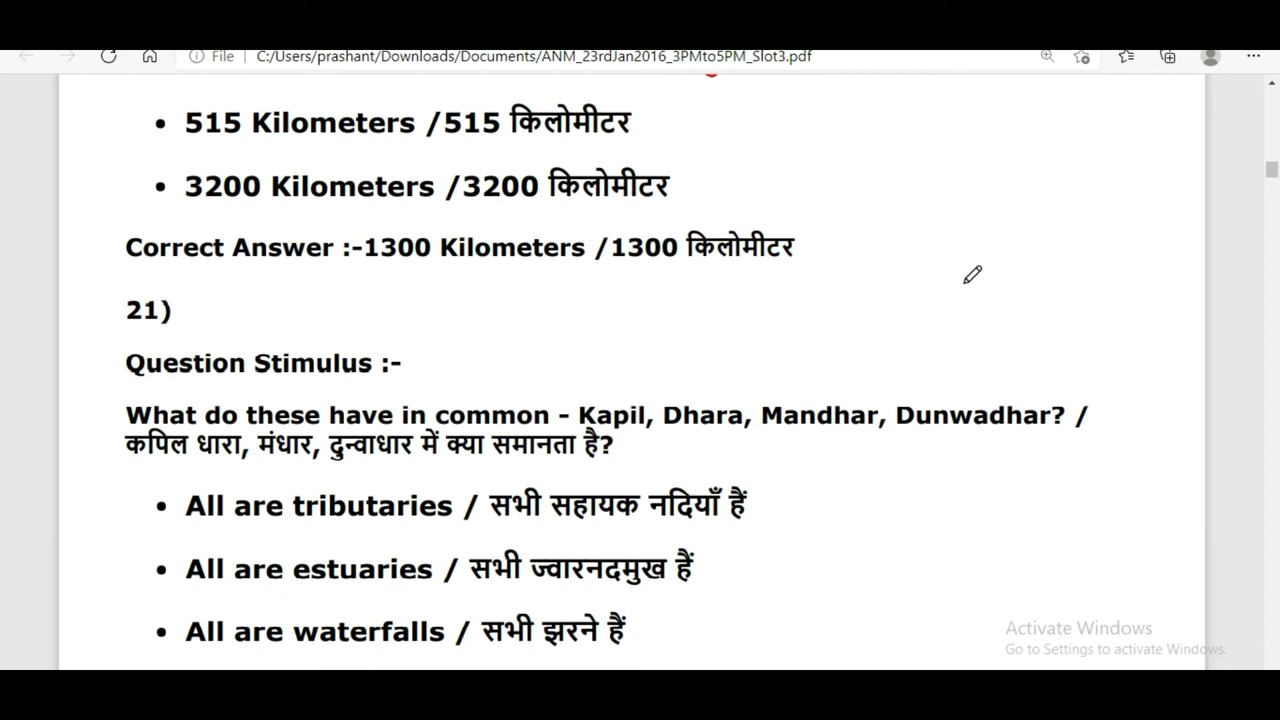 File C:/Users/prashant/Downloads/Documents/ANM_23rdJan2016_3PMto5PM_Slot3.pdf
• 515 Kilometers /515 किलोमीटर
• 3200 Kilometers /3200 किलोमीटर
Correct Answer :-1300 Kilometers /1300 किलोमीटर
21)
Question Stimulus :-
What do these have in common - Kapil, Dhara, Mandhar, Dunwadhar? /
कपिल धारा, मंधार, दुन्वाधार में क्या समानता है?
• All are tributaries / सभी सहायक नदियाँ हैं
• All are estuaries / सभी ज्वारनदमुख हैं
• All are waterfalls / सभी झरने हैं
Activate Windows
Go to Settings to activate Windows.